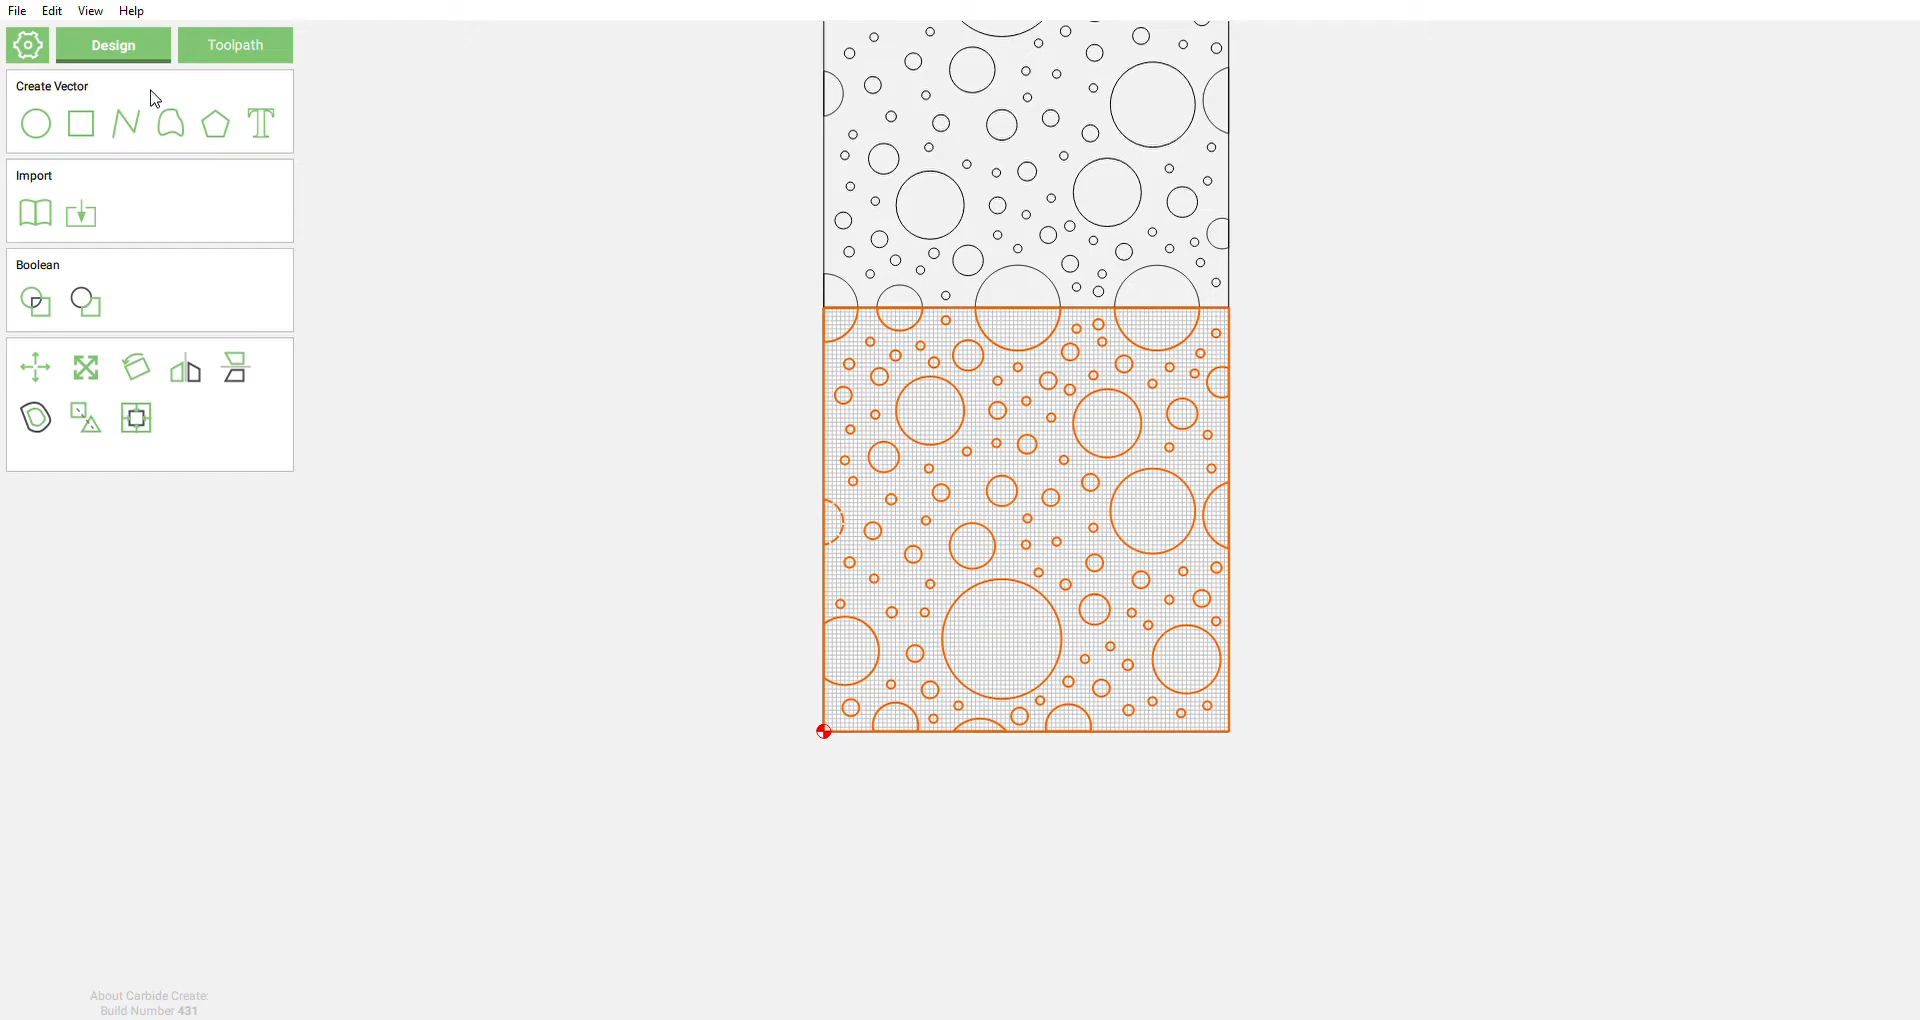 File Edit View Help
Design Toolpath
Create Vector
T
Import
Boolean
About Carbide Create:
Build Number 431